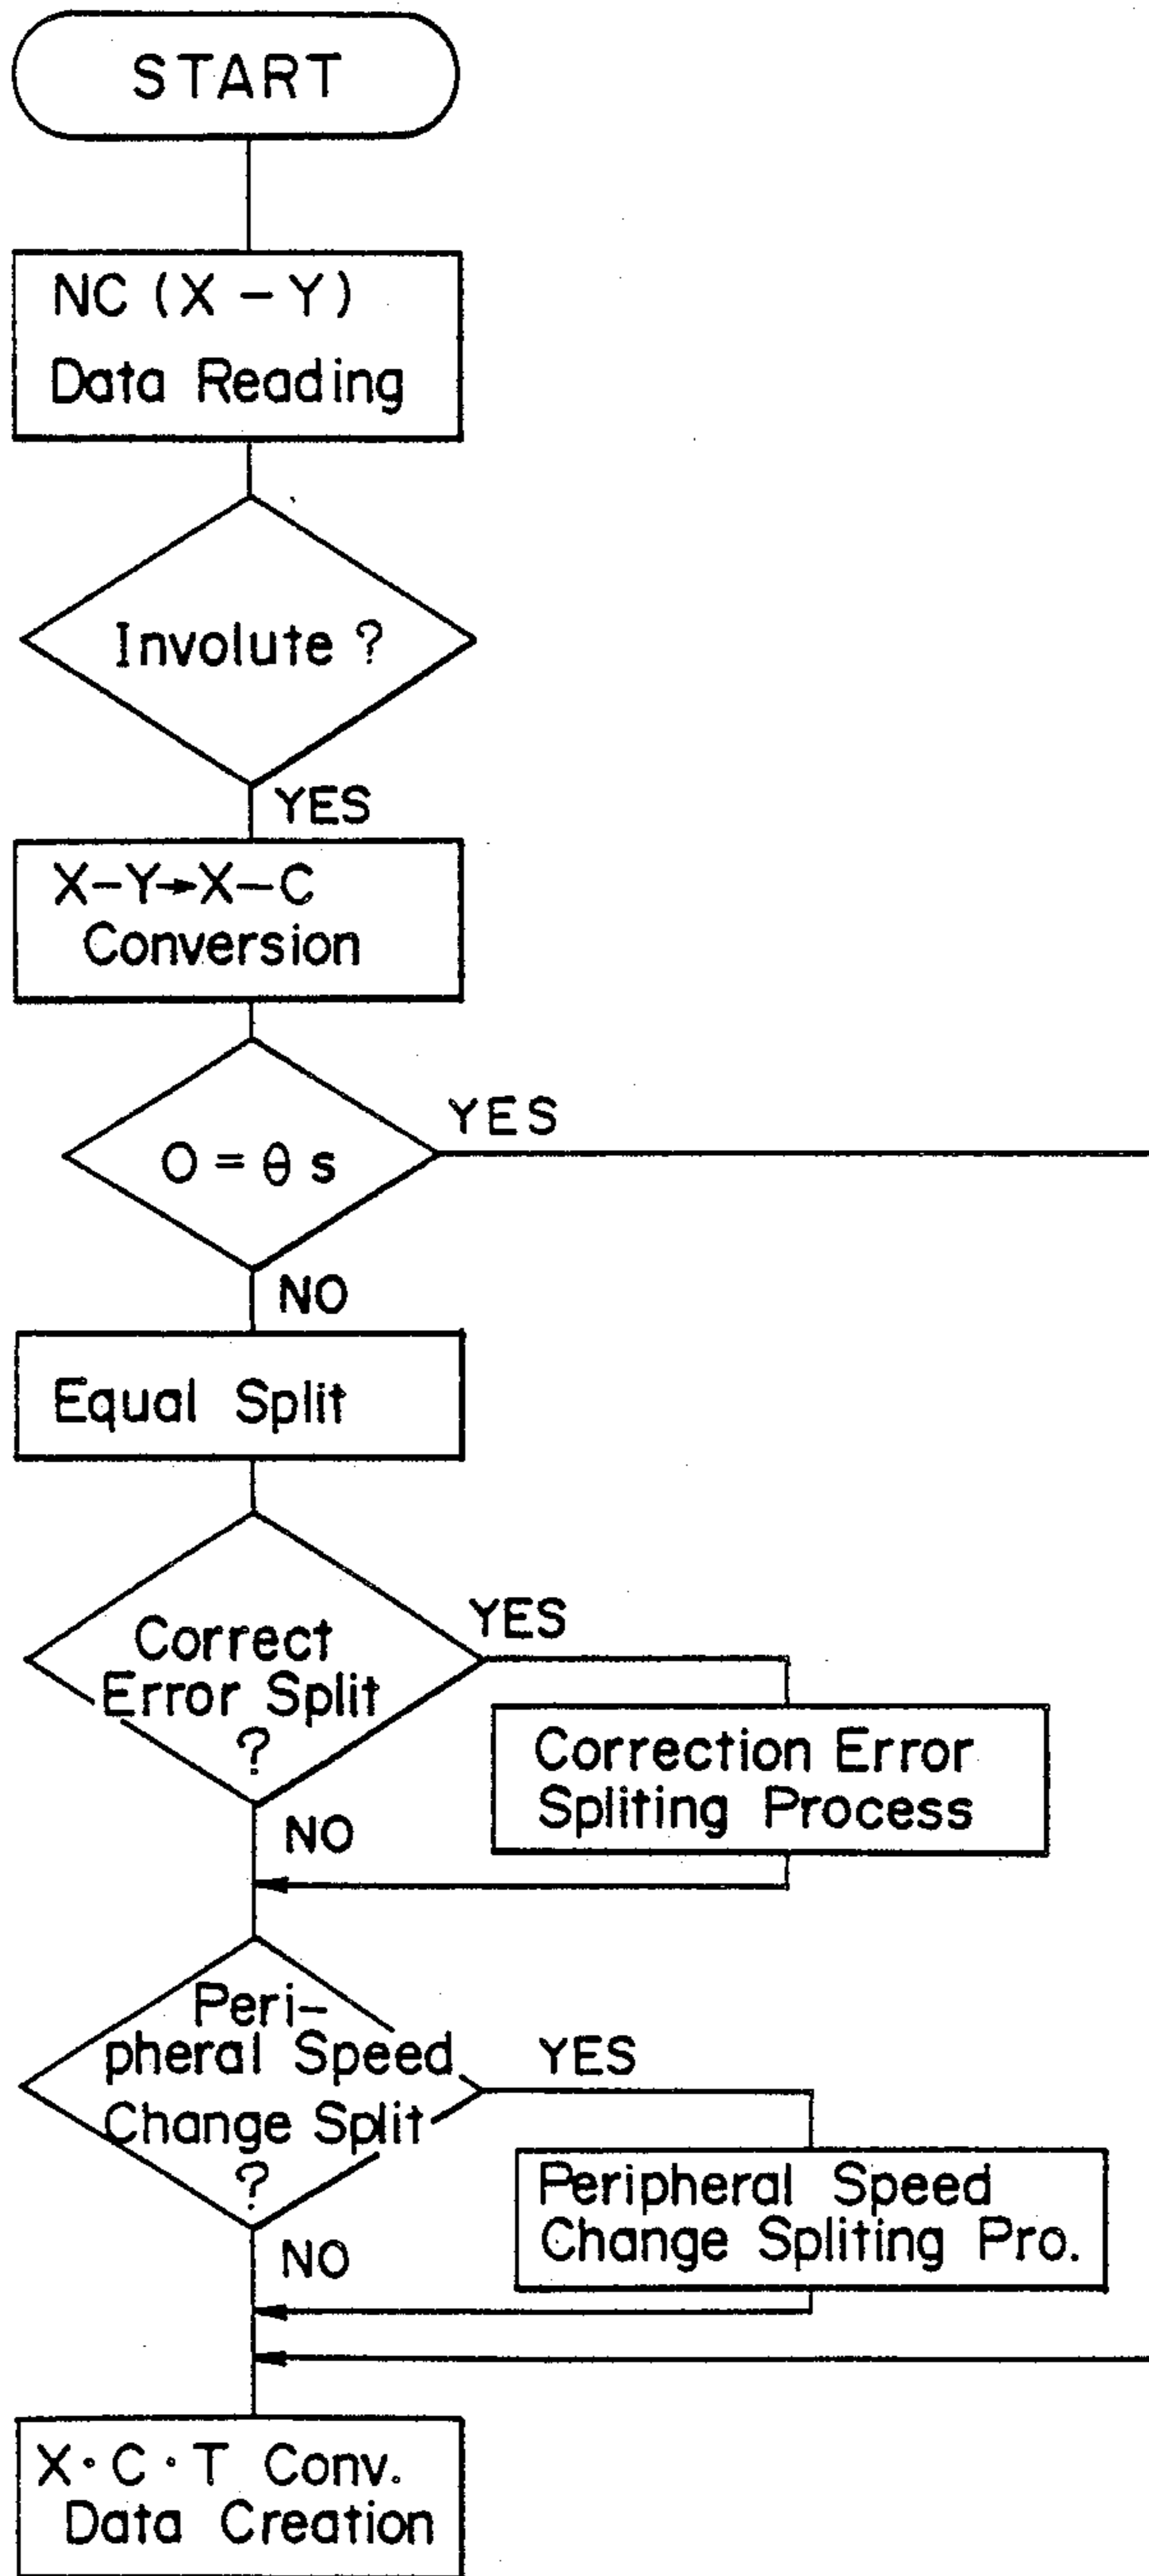 START
NC (X - Y)
Data Reading
Involute ?
YES
X-Y→X-C
Conversion
YES
O = θ s
NO
Equal Split
YES
Correct
Error Split
?
Correction Error
Spliting Process
NO
Peri-
pheral Speed
Change Split
?
YES
Peripheral Speed
Change Spliting Pro.
NO
X·C·T Conv.
Data Creation